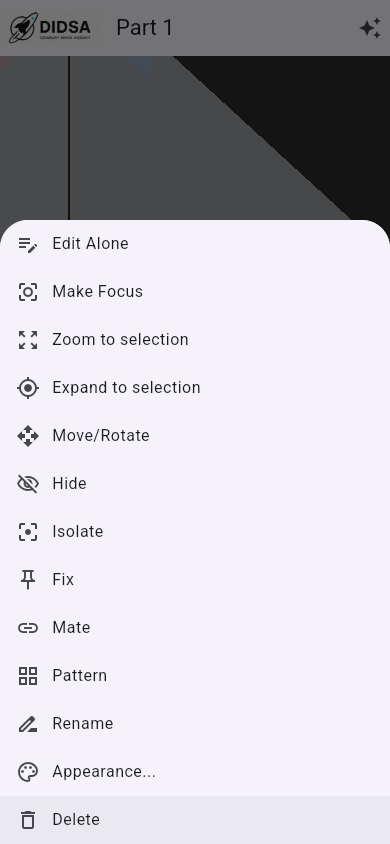 DIDSA
Part 1
Edit Alone
Make Focus
Zoom to selection
Expand to selection
Move/Rotate
Hide
Isolate
Fix
Mate
Pattern
Rename
Appearance...
Delete